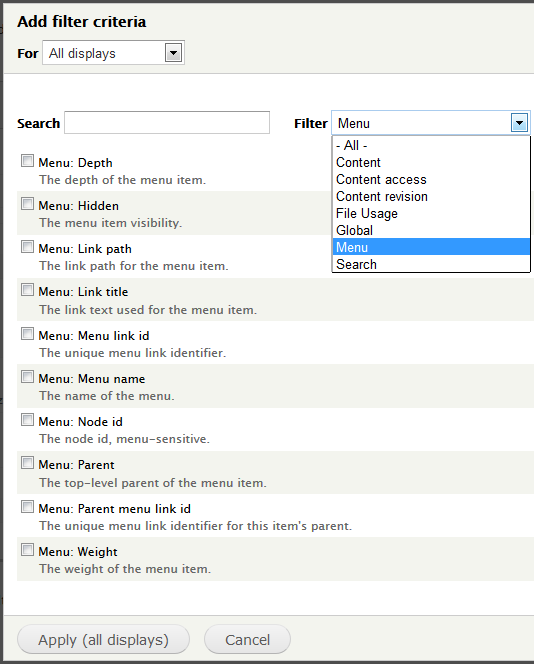 Add filter criteria
For All displays
Search Filter Menu
- All -
Content
Content access
Content revision
File Usage
Global
Menu
Search
Menu: Depth
The depth of the menu item.
Menu: Hidden
The menu item visibility.
Menu: Link path
The link path for the menu item.
Menu: Link title
The link text used for the menu item.
Menu: Menu link id
The unique menu link identifier.
Menu: Menu name
The name of the menu.
Menu: Node id
The node id, menu-sensitive.
Menu: Parent
The top-level parent of the menu item.
Menu: Parent menu link id
The unique menu link identifier for this item's parent.
Menu: Weight
The weight of the menu item.
Apply (all displays) Cancel